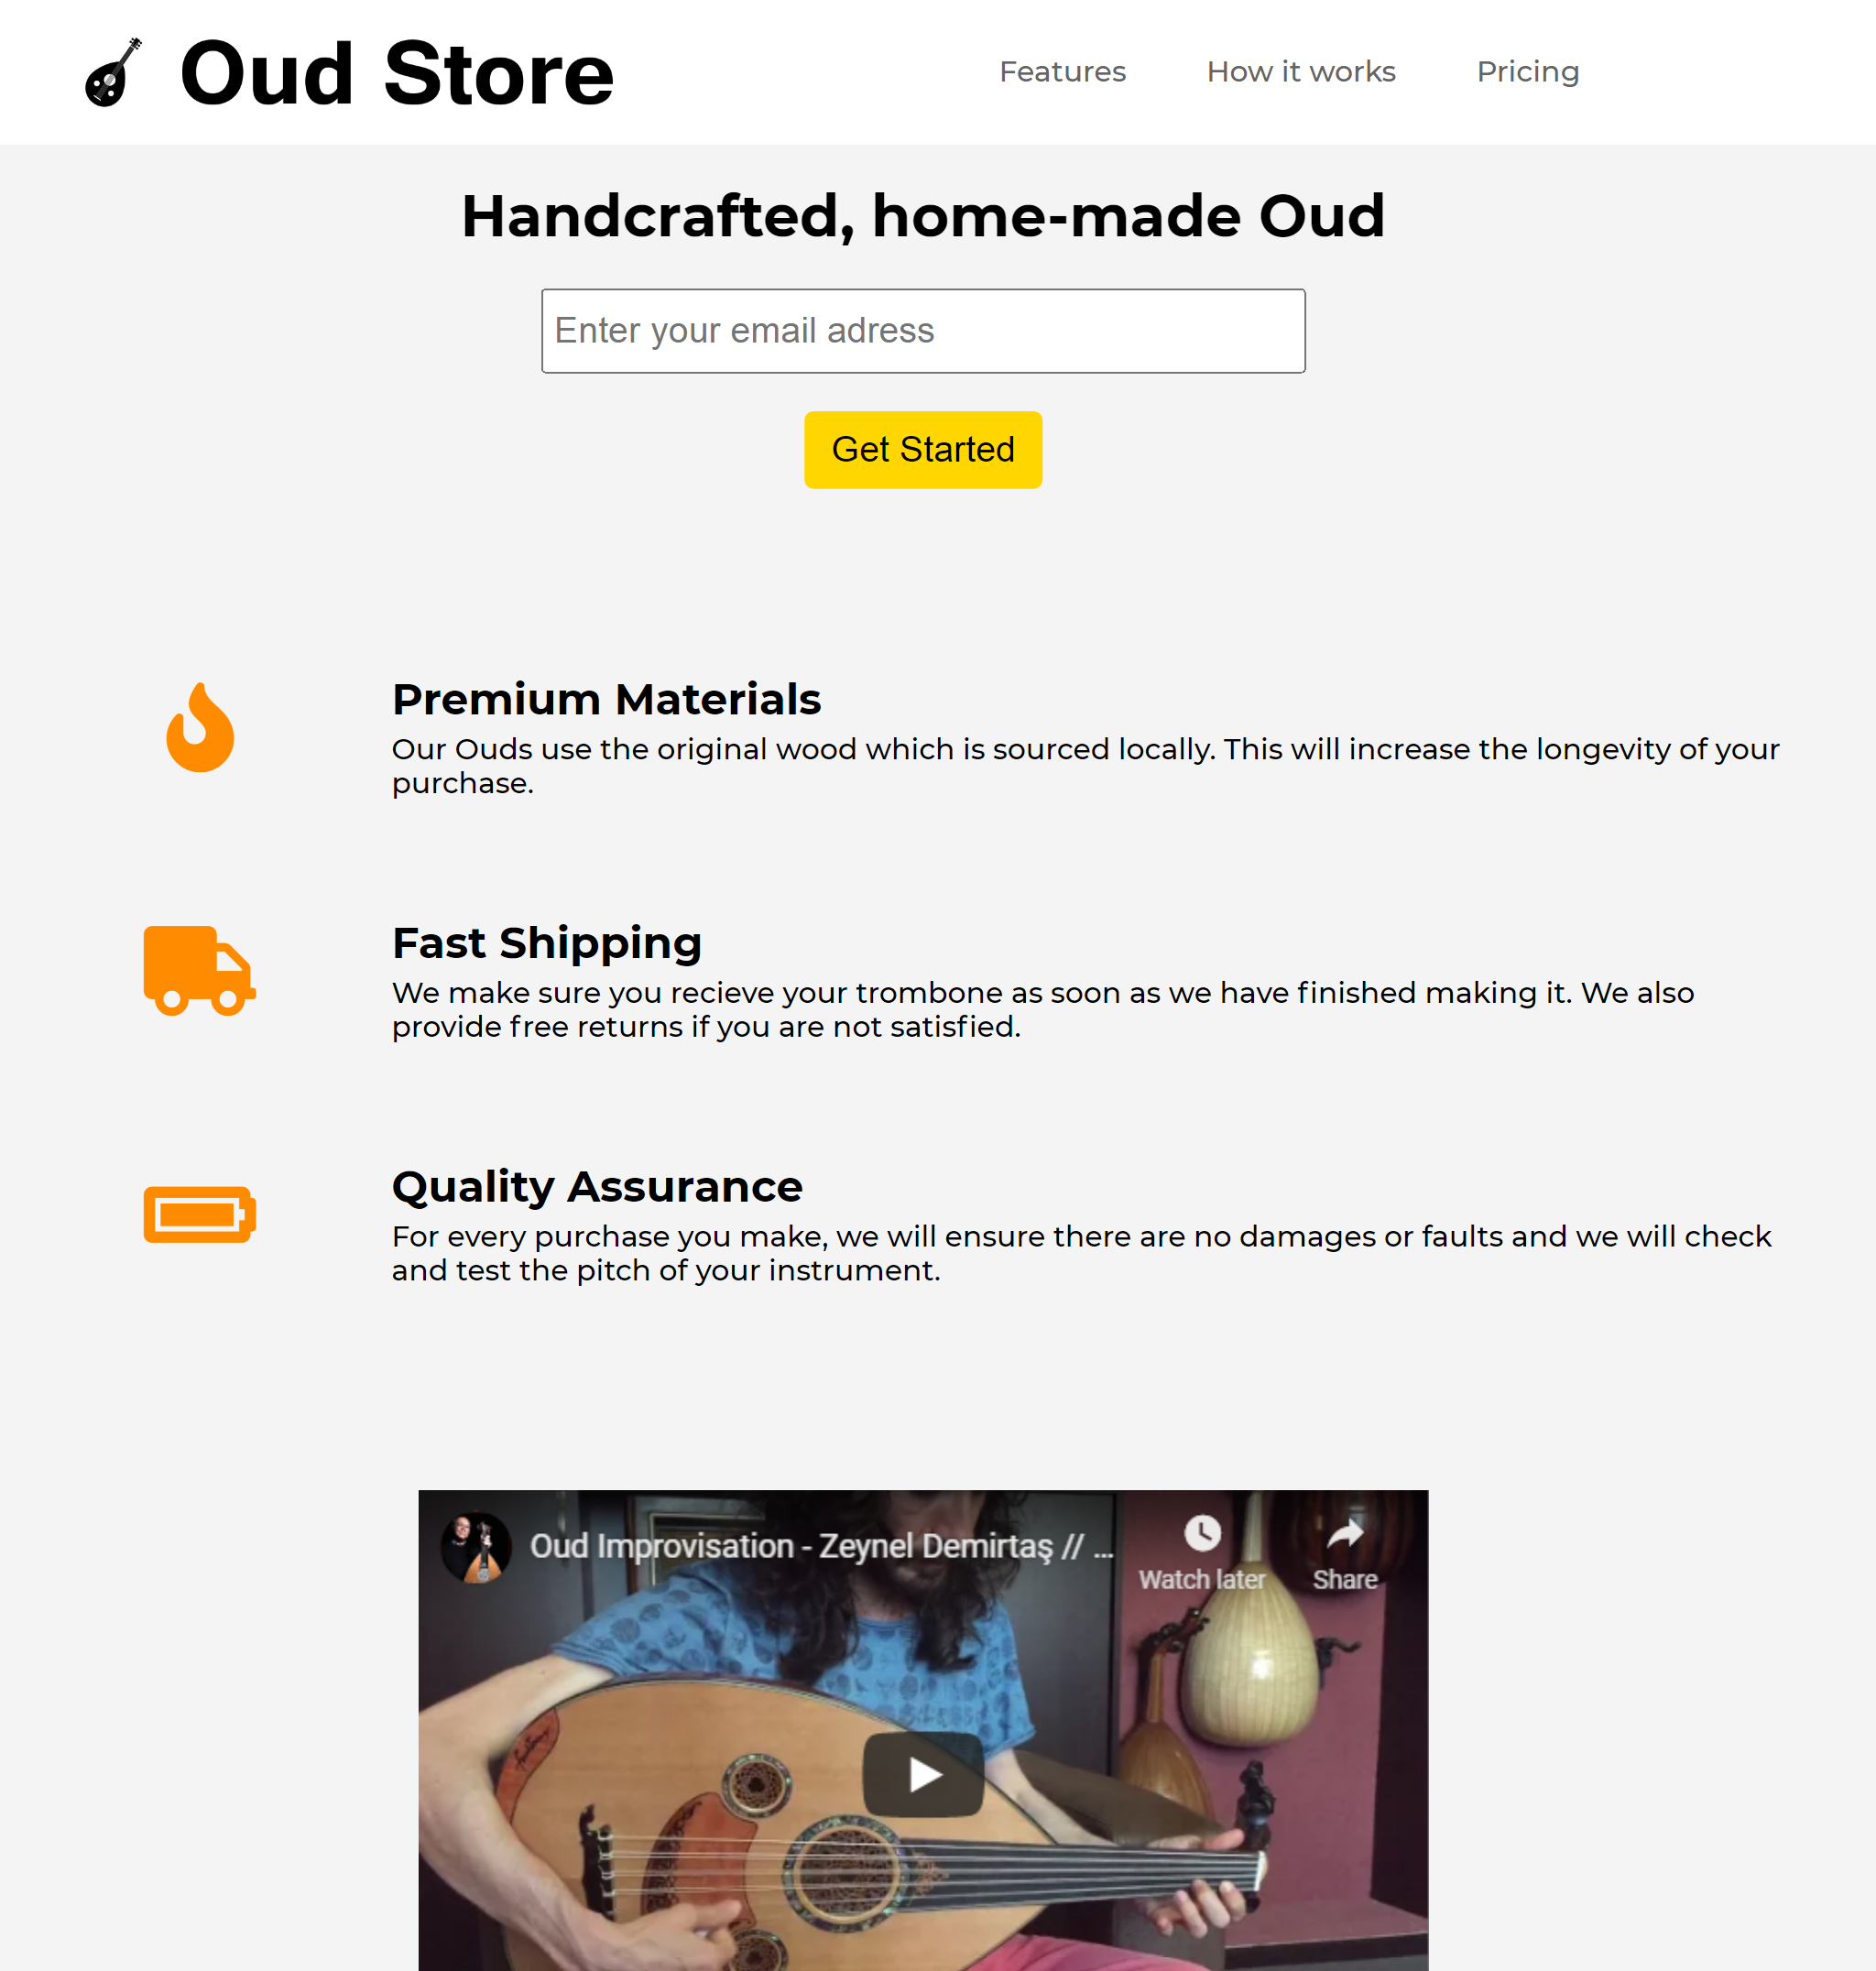 Oud Store
Features
How it works
Pricing
Handcrafted, home-made Oud
Enter your email adress
Get Started
Premium Materials
Our Ouds use the original wood which is sourced locally. This will increase the longevity of your
purchase.
Fast Shipping
We make sure you recieve your trombone as soon as we have finished making it. We also
provide free returns if you are not satisfied.
Quality Assurance
For every purchase you make, we will ensure there are no damages or faults and we will check
and test the pitch of your instrument.
Oud Improvisation - Zeynel Demirtaş // ...
Watch later
Share